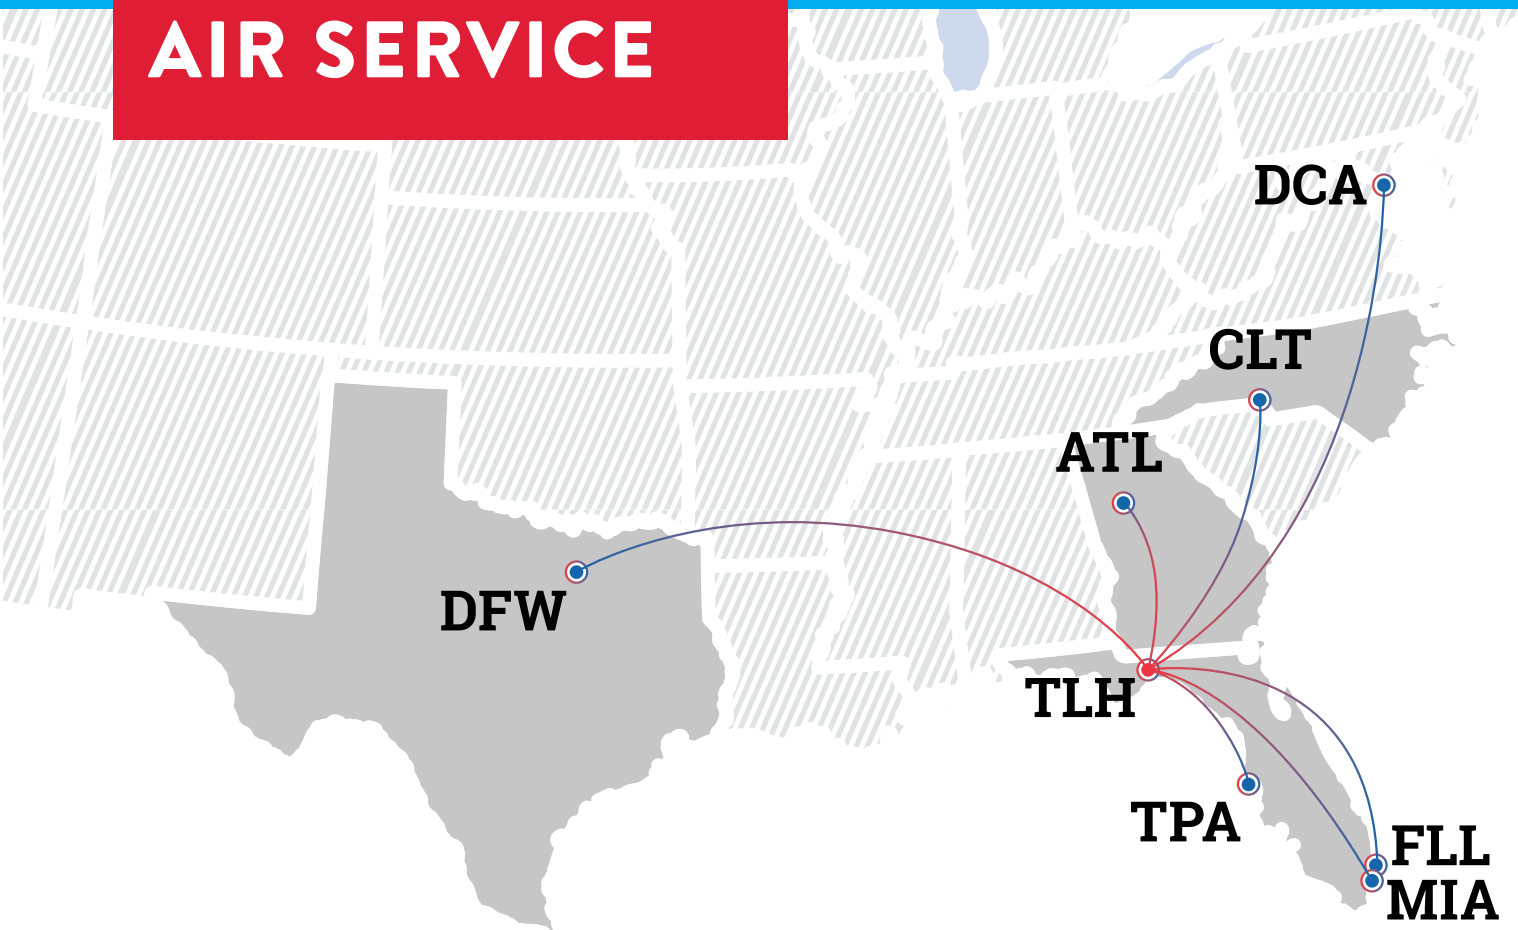 AIR SERVICE
DCA
CLT
ATL
DFW
TLH
TPA
FLL
MIA